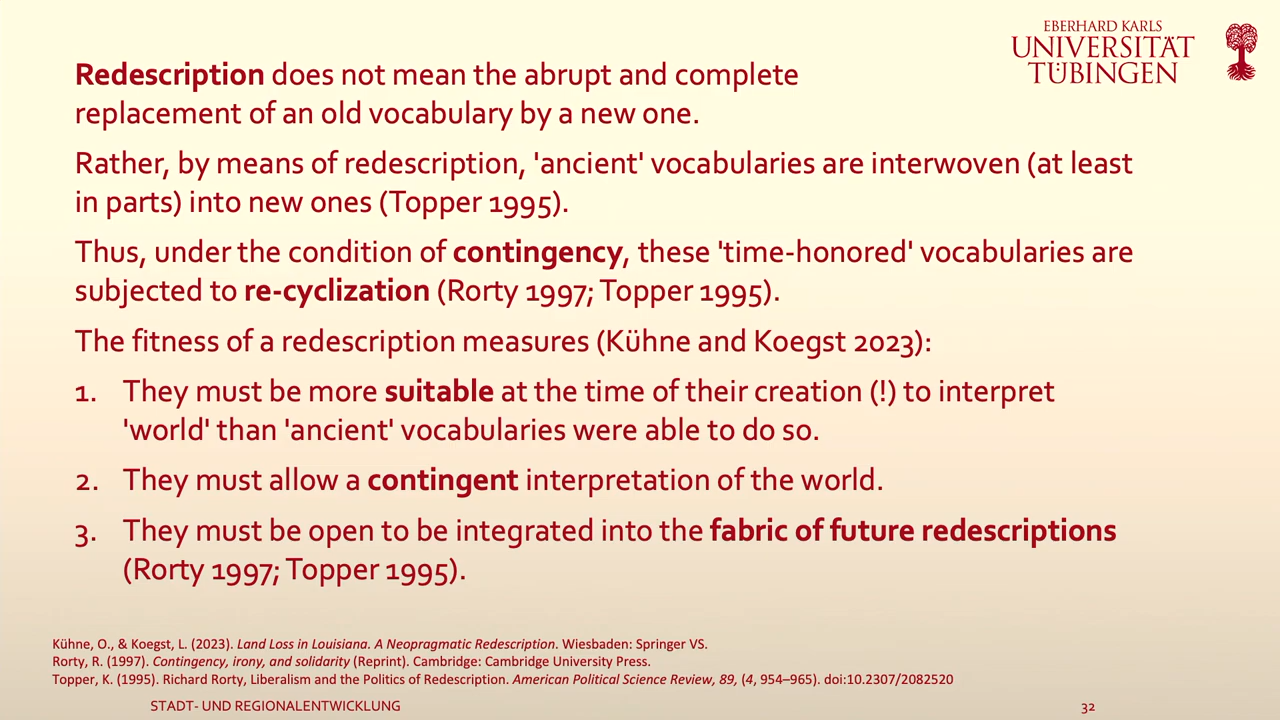 EBERHARD KARLS
UNIVERSITÄT
TÜBINGEN
Redescription does not mean the abrupt and complete
replacement of an old vocabulary by a new one.
Rather, by means of redescription, 'ancient' vocabularies are interwoven (at least
in parts) into new ones (Topper 1995).
Thus, under the condition of contingency, these 'time-honored' vocabularies are
subjected to re-cyclization (Rorty 1997; Topper 1995).
The fitness of a redescription measures (Kühne and Koegst 2023):
1. They must be more suitable at the time of their creation (!) to interpret
'world' than 'ancient' vocabularies were able to do so.
2. They must allow a contingent interpretation of the world.
3. They must be open to be integrated into the fabric of future redescriptions
(Rorty 1997; Topper 1995).
Kühne, O., & Koegst, L. (2023). Land Loss in Louisiana. A Neopragmatic Redescription. Wiesbaden: Springer VS.
Rorty, R. (1997). Contingency, irony, and solidarity (Reprint). Cambridge: Cambridge University Press.
Topper, K. (1995). Richard Rorty, Liberalism and the Politics of Redescription. American Political Science Review, 89, (4, 954–965). doi:10.2307/2082520
STADT- UND REGIONALENTWICKLUNG
32